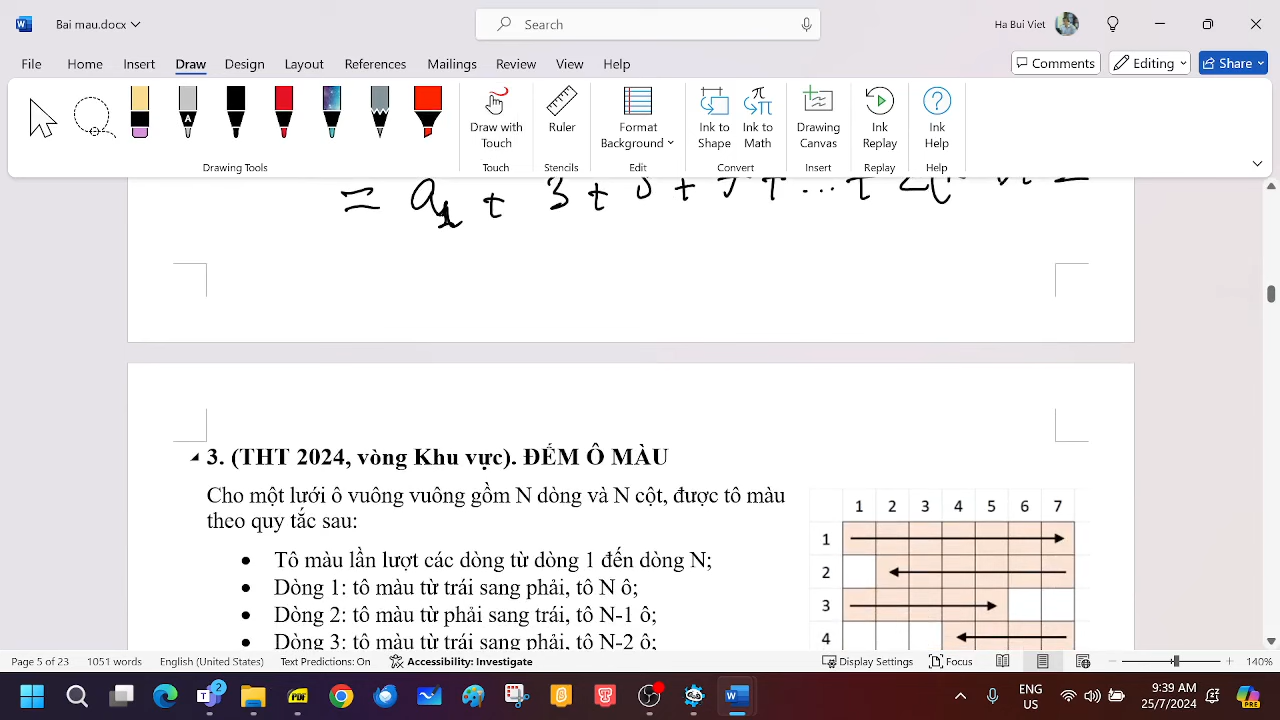 Bai mau.docx
Search
Ha Bui Viet
File Home Insert Draw Design Layout References Mailings Review View Help
Comments Editing Share
Draw with Touch
Ruler
Format Background
Ink to Shape
Ink to Math
Drawing Canvas
Ink Replay
Ink Help
Drawing Tools Touch Stencils Edit Convert Insert Replay Help
3. (THT 2024, vòng Khu vực). ĐẾM Ô MÀU
Cho một lưới ô vuông vuông gồm N dòng và N cột, được tô màu
theo quy tắc sau:
• Tô màu lần lượt các dòng từ dòng 1 đến dòng N;
• Dòng 1: tô màu từ trái sang phải, tô N ô;
• Dòng 2: tô màu từ phải sang trái, tô N-1 ô;
• Dòng 3: tô màu từ trái sang phải, tô N-2 ô;
1 2 3 4 5 6 7
1
2
3
4
Page 5 of 23 1051 words English (United States) Text Predictions: On Accessibility: Investigate Display Settings Focus 140%
2
PDF
ENG
US
9:39 AM
25/7/2024
PRE